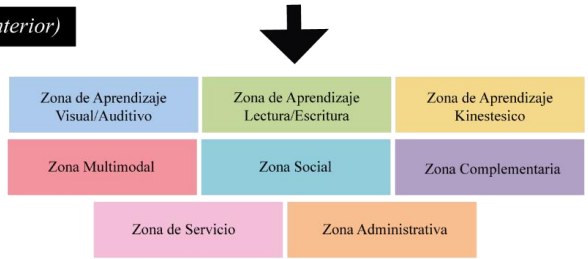 nterior)
Zona de Aprendizaje
Visual/Auditivo
Zona de Aprendizaje
Lectura/Escritura
Zona de Aprendizaje
Kinestesico
Zona Multimodal
Zona Social
Zona Complementaria
Zona de Servicio
Zona Administrativa